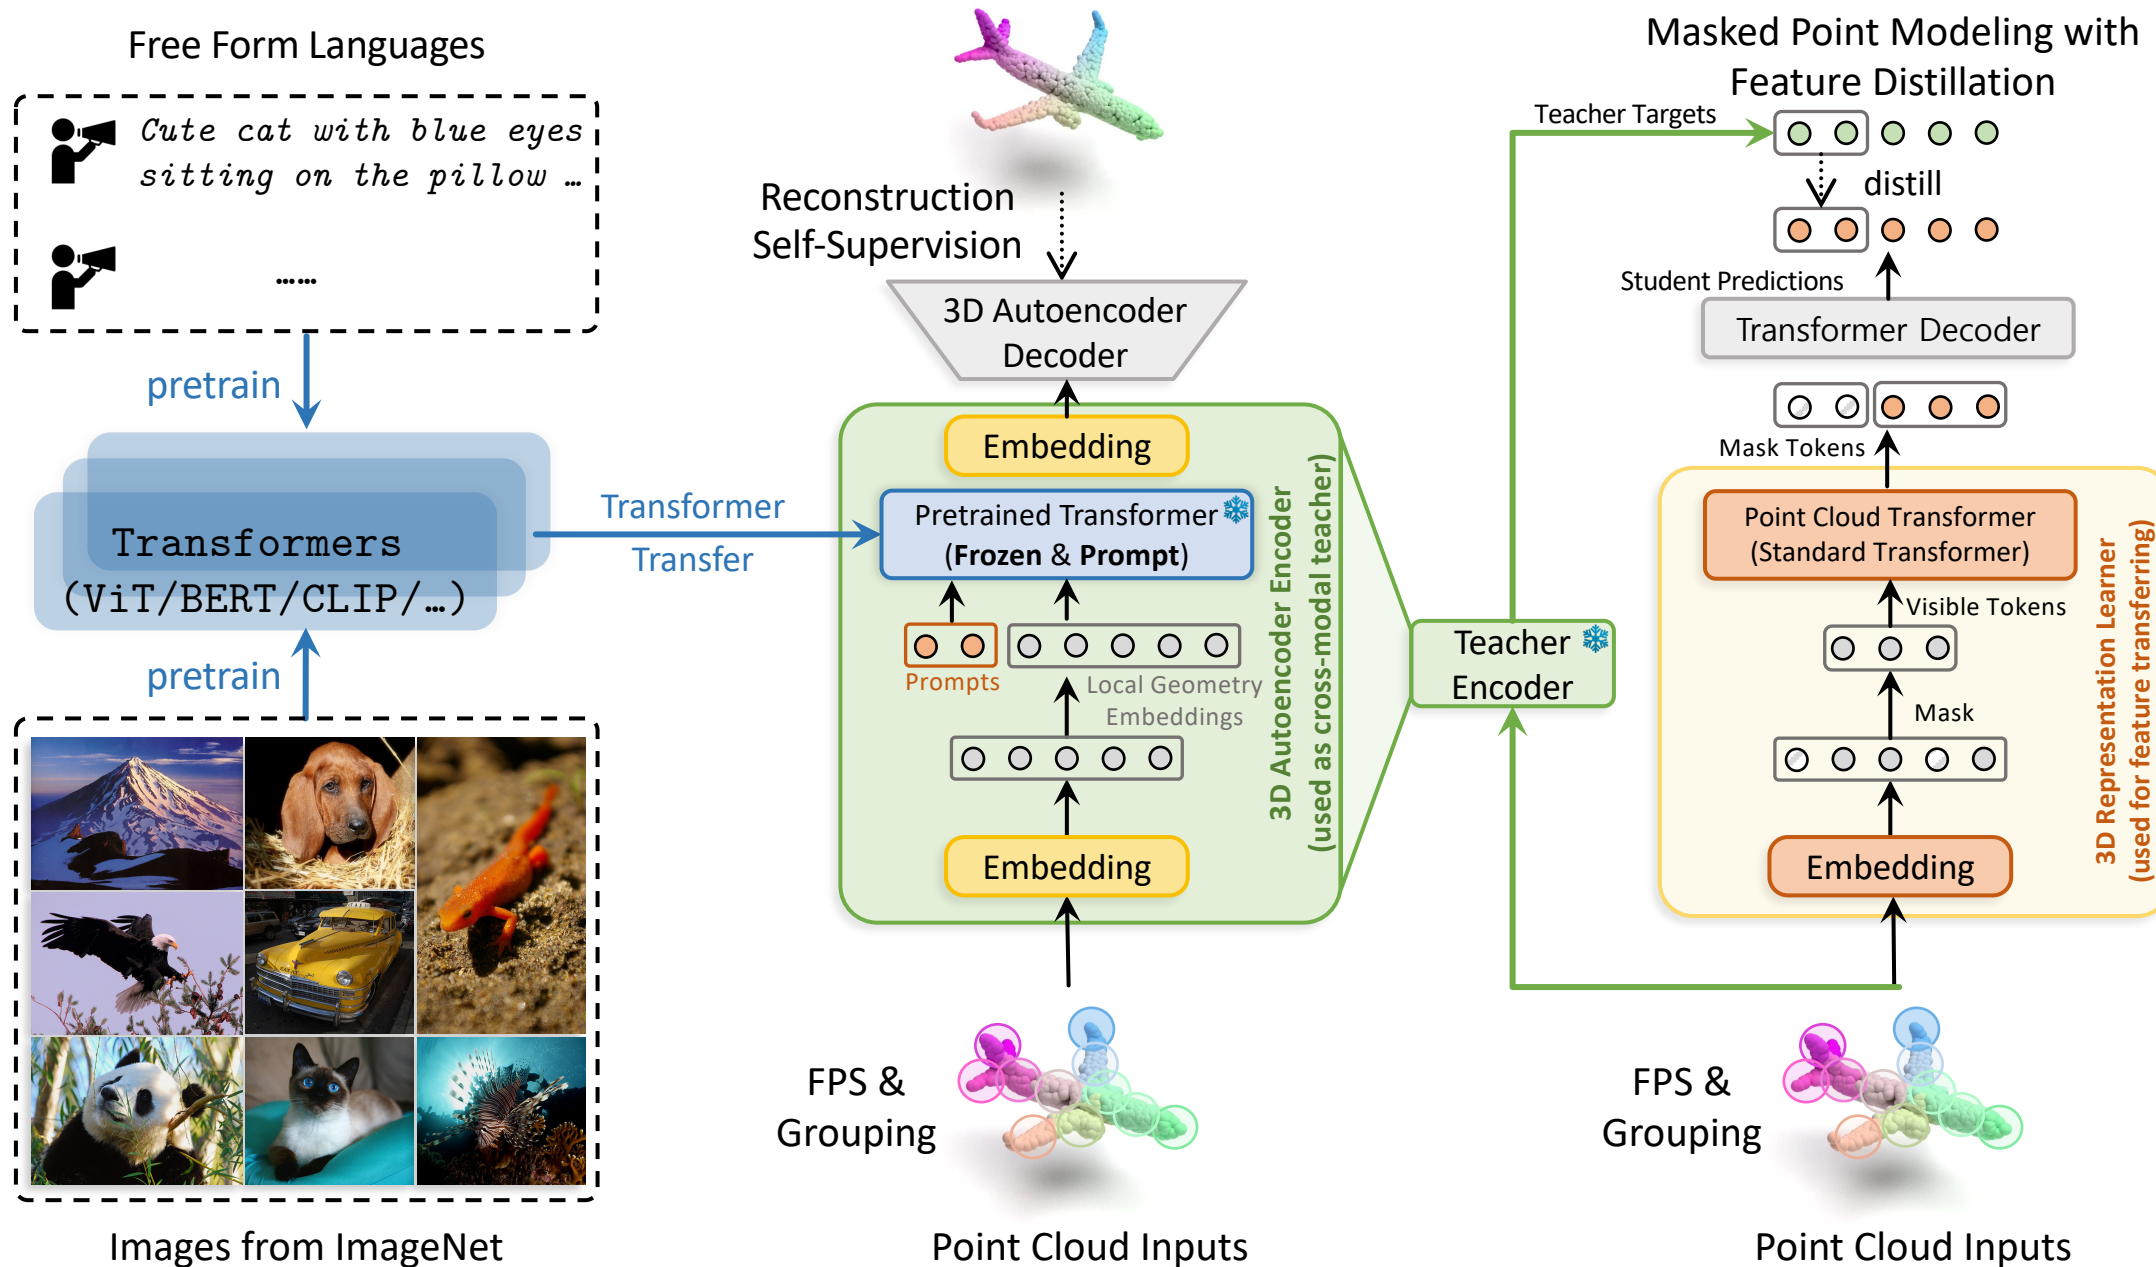 Free Form Languages
Cute cat with blue eyes
sitting on the pillow …
……
pretrain
Transformers
(ViT/BERT/CLIP/…)
pretrain
Images from ImageNet
Transformer
Transfer
Reconstruction
Self-Supervision
3D Autoencoder
Decoder
Embedding
Pretrained Transformer
(Frozen & Prompt)
Prompts
Local Geometry
Embeddings
Embedding
3D Autoencoder Encoder
(used as cross-modal teacher)
FPS &
Grouping
Point Cloud Inputs
Teacher
Encoder
Masked Point Modeling with
Feature Distillation
Teacher Targets
distill
Student Predictions
Transformer Decoder
Mask Tokens
Point Cloud Transformer
(Standard Transformer)
Visible Tokens
Mask
Embedding
3D Representation Learner
(used for feature transferring)
FPS &
Grouping
Point Cloud Inputs